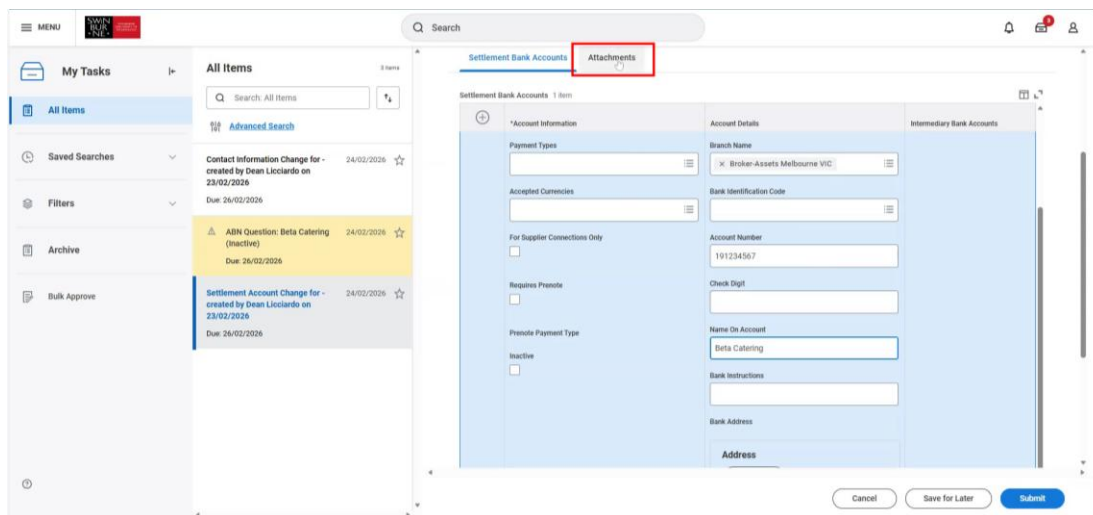 MENU
SWIN
BUR
NE
Search
8
My Tasks
All Items
Saved Searches
Filters
Archive
Bulk Approve
All Items
Search: All Items
Advanced Search
Contact Information Change for -
created by Dean Licciardo on
23/02/2026
24/02/2026
Due: 26/02/2026
ABN Question: Beta Catering
(Inactive)
24/02/2026
Due: 26/02/2026
Settlement Account Change for -
created by Dean Licciardo on
23/02/2026
24/02/2026
Due: 26/02/2026
Settlement Bank Accounts
Attachments
Settlement Bank Accounts 1 item
*Account Information
Account Details
Intermediary Bank Accounts
Payment Types
Accepted Currencies
For Supplier Connections Only
Requires Prenote
Prenote Payment Type
Inactive
Branch Name
× Broker-Assets Melbourne VIC
Bank Identification Code
Account Number
191234567
Check Digit
Name On Account
Beta Catering
Bank Instructions
Bank Address
Address
Cancel
Save for Later
Submit